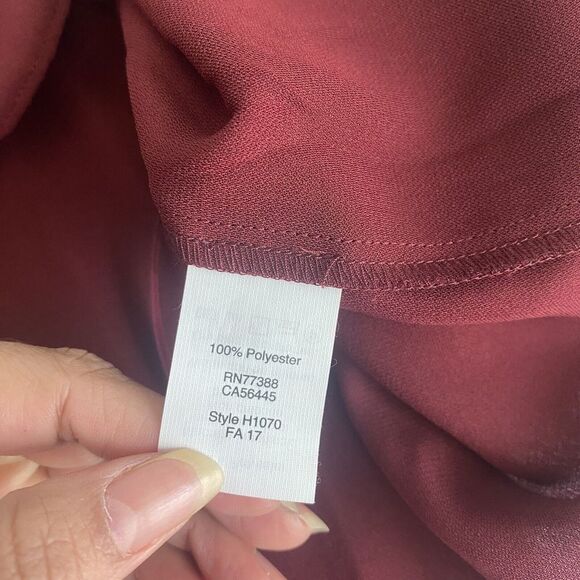 100% Polyester
RN77388
CA56445
Style H1070
FA 17